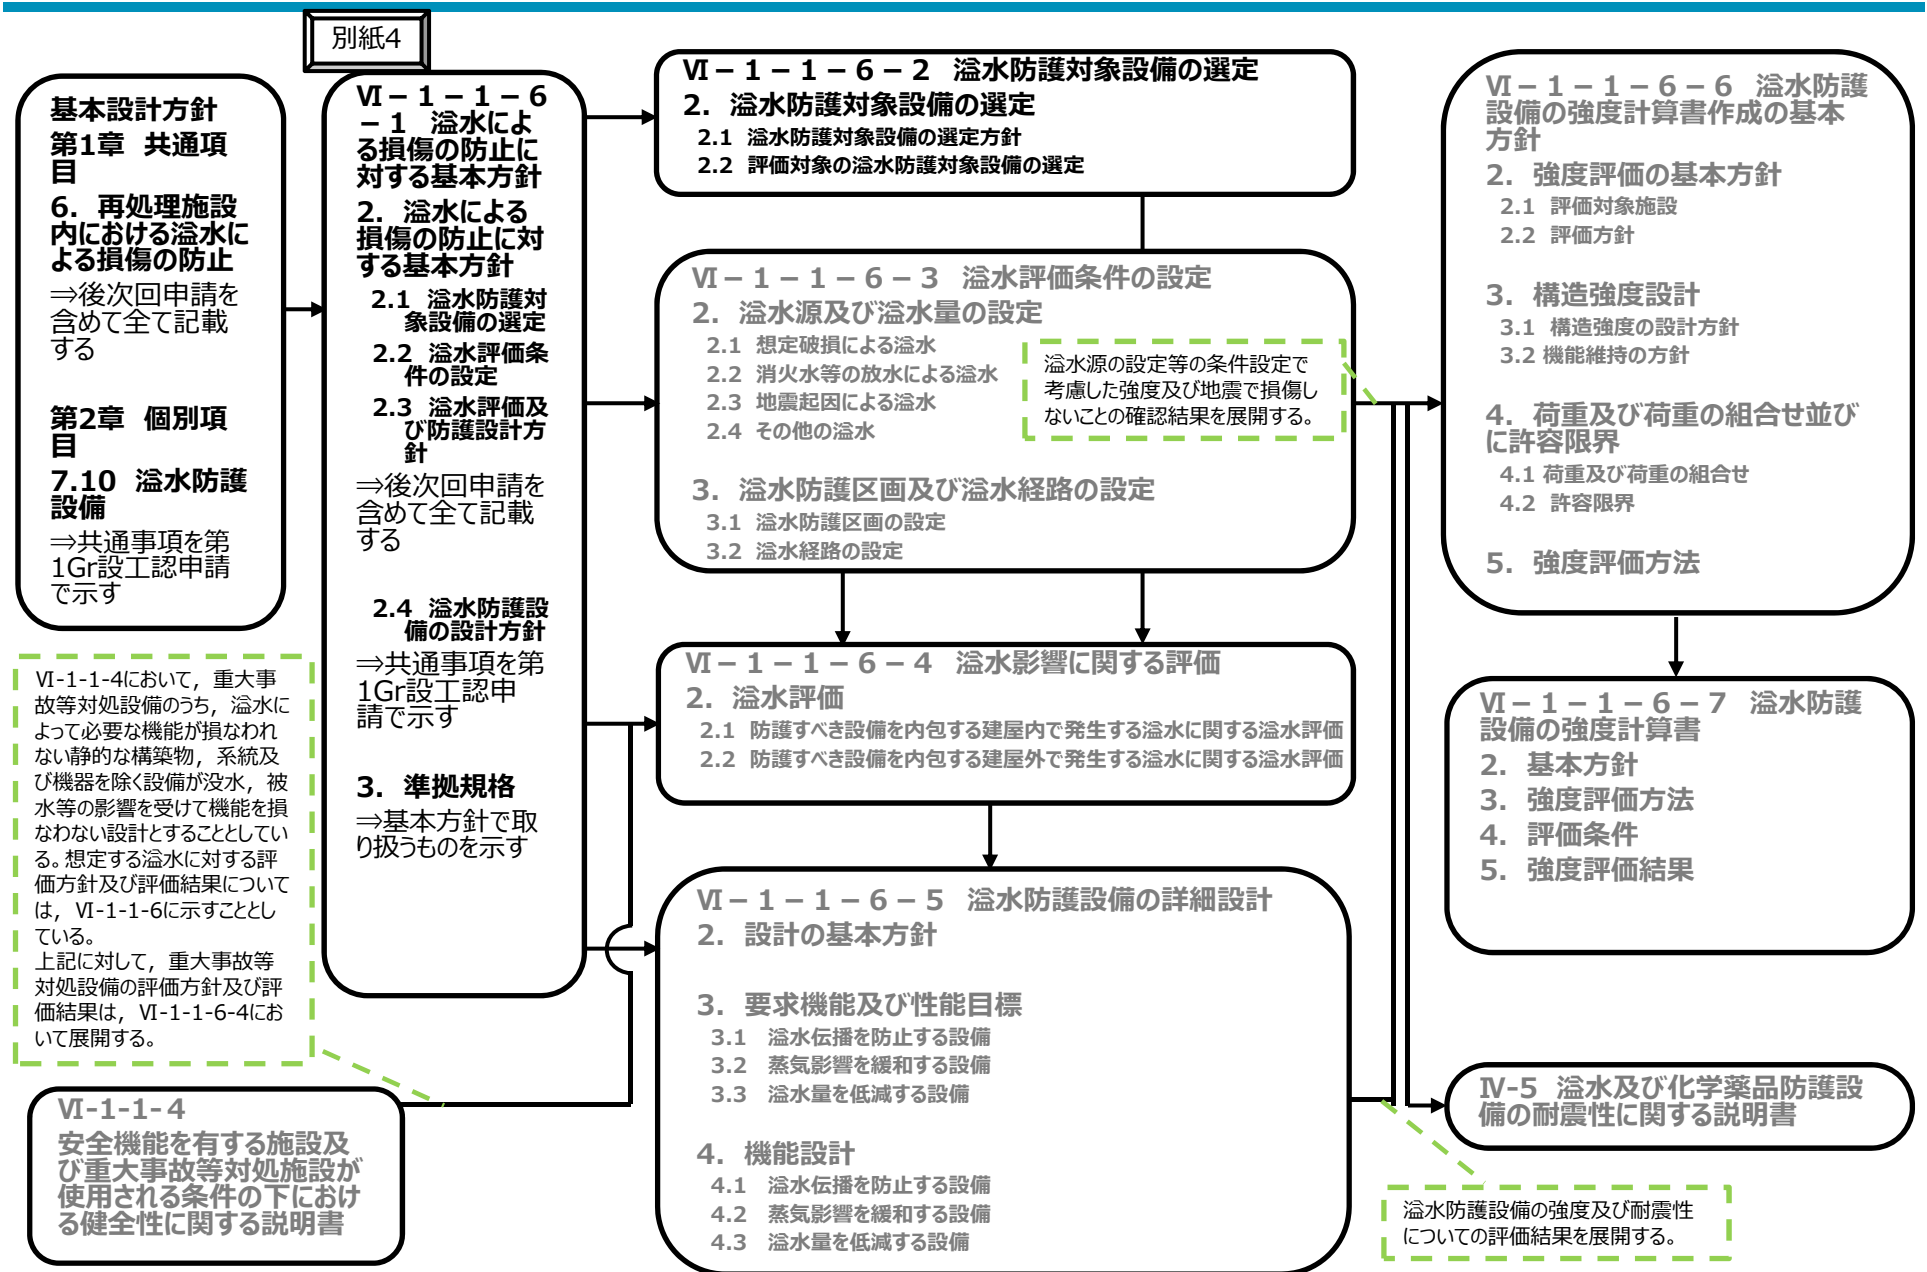 別紙4
基本設計方針
第1章 共通項
目
6. 再処理施設
内における溢水に
よる損傷の防止
⇒後次回申請を
含めて全て記載
する
第2章 個別項
目
7.10 溢水防護
設備
⇒共通事項を第
1Gr設工認申請
で示す
Ⅵ－１－１－６
－１ 溢水によ
る損傷の防止に
対する基本方針
2. 溢水による
損傷の防止に対
する基本方針
2.1 溢水防護対
象設備の選定
2.2 溢水評価条
件の設定
2.3 溢水評価及
び防護設計方
針
⇒後次回申請を
含めて全て記載
する
2.4 溢水防護設
備の設計方針
⇒共通事項を第
1Gr設工認申
請で示す
3. 準拠規格
⇒基本方針で取
り扱うものを示す
Ⅵ－１－１－６－２ 溢水防護対象設備の選定
2. 溢水防護対象設備の選定
2.1 溢水防護対象設備の選定方針
2.2 評価対象の溢水防護対象設備の選定
Ⅵ－１－１－６－３ 溢水評価条件の設定
2. 溢水源及び溢水量の設定
2.1 想定破損による溢水
2.2 消火水等の放水による溢水
2.3 地震起因による溢水
2.4 その他の溢水
3. 溢水防護区画及び溢水経路の設定
3.1 溢水防護区画の設定
3.2 溢水経路の設定
溢水源の設定等の条件設定で
考慮した強度及び地震で損傷し
ないことの確認結果を展開する。
Ⅵ－１－１－６－４ 溢水影響に関する評価
2. 溢水評価
2.1 防護すべき設備を内包する建屋内で発生する溢水に関する溢水評価
2.2 防護すべき設備を内包する建屋外で発生する溢水に関する溢水評価
Ⅵ－１－１－６－５ 溢水防護設備の詳細設計
2. 設計の基本方針
3. 要求機能及び性能目標
3.1 溢水伝播を防止する設備
3.2 蒸気影響を緩和する設備
3.3 溢水量を低減する設備
4. 機能設計
4.1 溢水伝播を防止する設備
4.2 蒸気影響を緩和する設備
4.3 溢水量を低減する設備
Ⅵ－１－１－６－６ 溢水防護
設備の強度計算書作成の基本
方針
2. 強度評価の基本方針
2.1 評価対象施設
2.2 評価方針
3. 構造強度設計
3.1 構造強度の設計方針
3.2 機能維持の方針
4. 荷重及び荷重の組合せ並び
に許容限界
4.1 荷重及び荷重の組合せ
4.2 許容限界
5. 強度評価方法
Ⅵ－１－１－６－７ 溢水防護
設備の強度計算書
2. 基本方針
3. 強度評価方法
4. 評価条件
5. 強度評価結果
Ⅳ-5 溢水及び化学薬品防護設
備の耐震性に関する説明書
溢水防護設備の強度及び耐震性
についての評価結果を展開する。
Ⅵ-1-1-4において，重大事
故等対処設備のうち，溢水に
よって必要な機能が損なわれ
ない静的な構築物，系統及
び機器を除く設備が没水，被
水等の影響を受けて機能を損
なわない設計とすることとしてい
る。想定する溢水に対する評
価方針及び評価結果について
は，Ⅵ-1-1-6に示すこととし
ている。
上記に対して，重大事故等
対処設備の評価方針及び評
価結果は，Ⅵ-1-1-6-4にお
いて展開する。
Ⅵ-1-1-４
安全機能を有する施設及
び重大事故等対処施設が
使用される条件の下におけ
る健全性に関する説明書